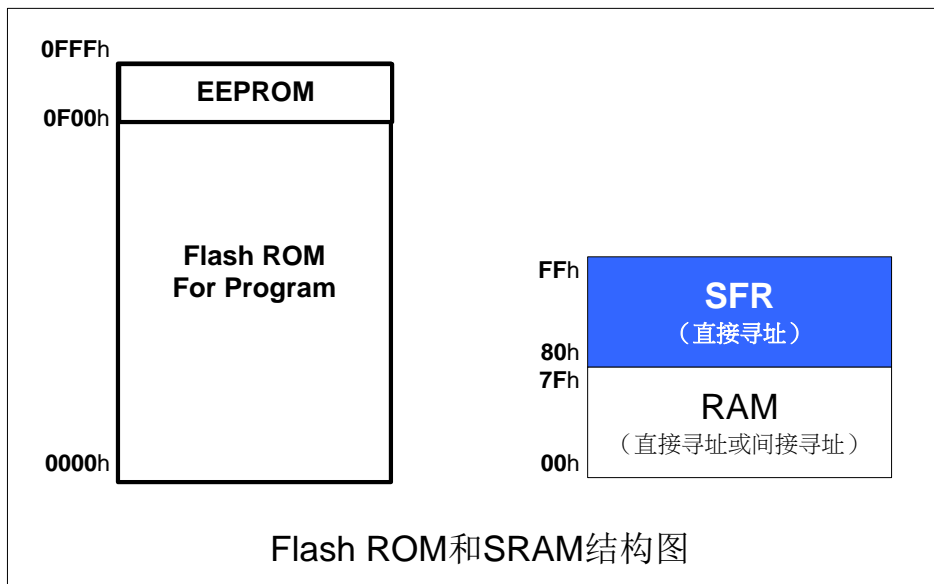 0FFFh
EEPROM
0F00h
Flash ROM
For Program
0000h
FFh
SFR
（直接寻址）
80h
7Fh
RAM
（直接寻址或间接寻址）
00h
Flash ROM和SRAM结构图